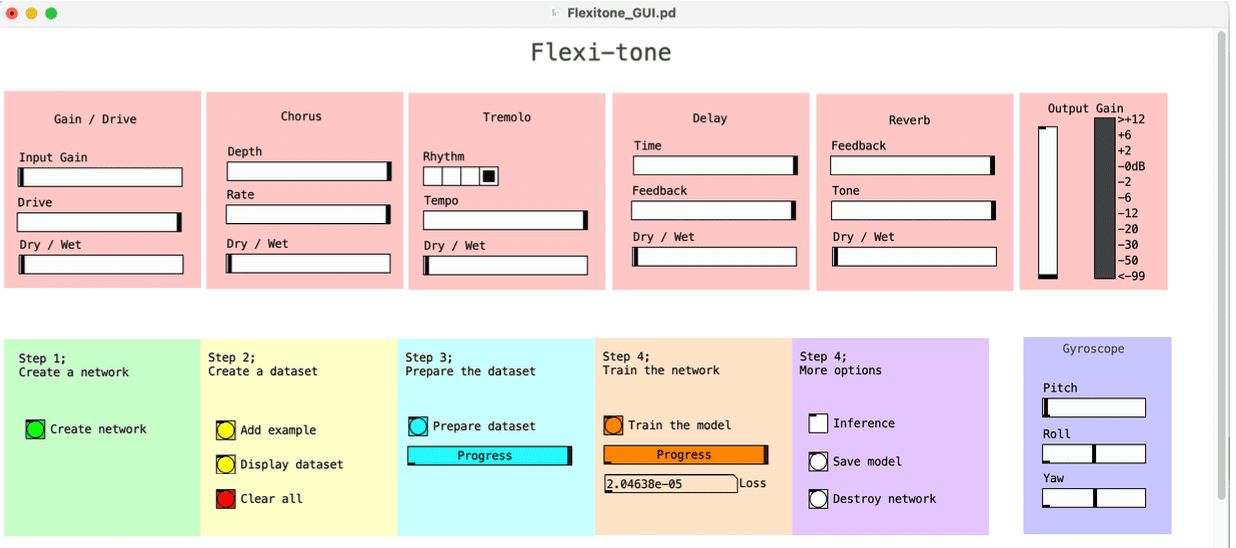 Flexitone_GUI.pd
Flexi-tone
Gain / Drive
Input Gain
Drive
Dry / Wet
Chorus
Depth
Rate
Dry / Wet
Tremolo
Rhythm
Tempo
Dry / Wet
Delay
Time
Feedback
Dry / Wet
Reverb
Feedback
Tone
Dry / Wet
Output Gain
>+12
+6
+2
-0dB
-2
-6
-12
-20
-30
-50
<-99
Step 1;
Create a network
Create network
Step 2;
Create a dataset
Add example
Display dataset
Clear all
Step 3;
Prepare the dataset
Prepare dataset
Progress
Step 4;
Train the network
Train the model
Progress
2.04638e-05 Loss
Step 4;
More options
Inference
Save model
Destroy network
Gyroscope
Pitch
Roll
Yaw